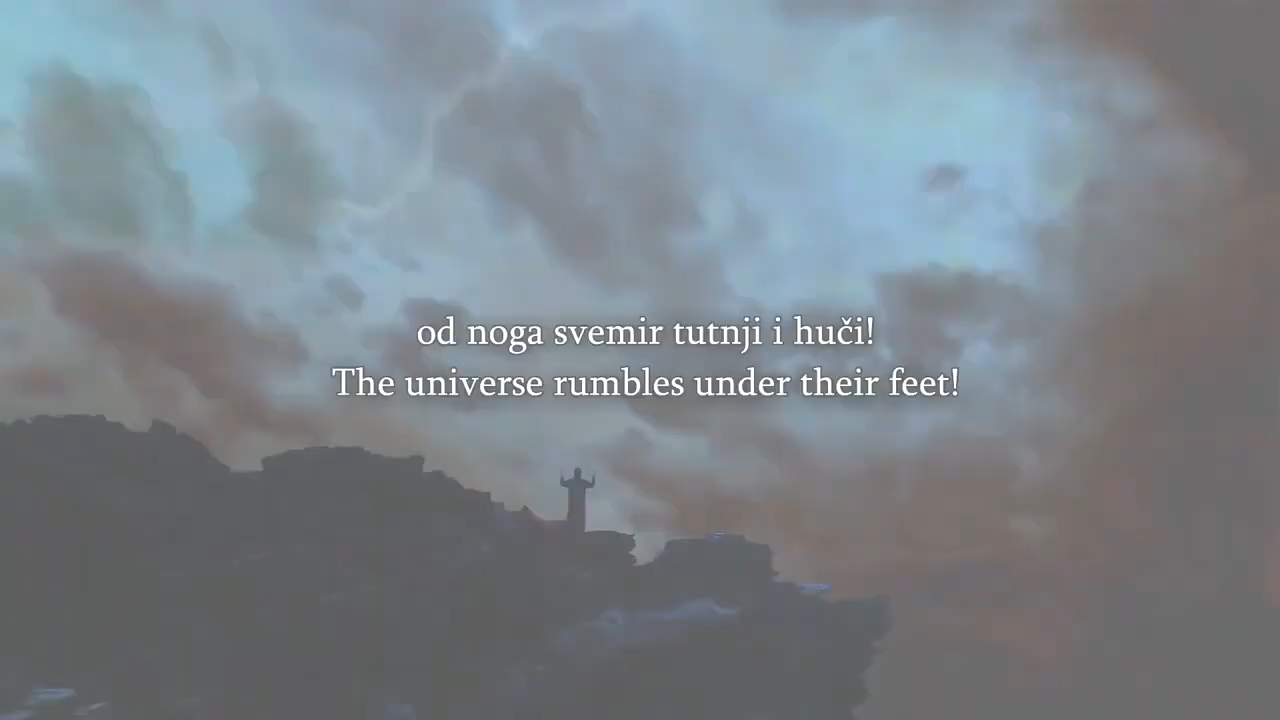 od noga svemir tutnji i huči!
The universe rumbles under their feet!